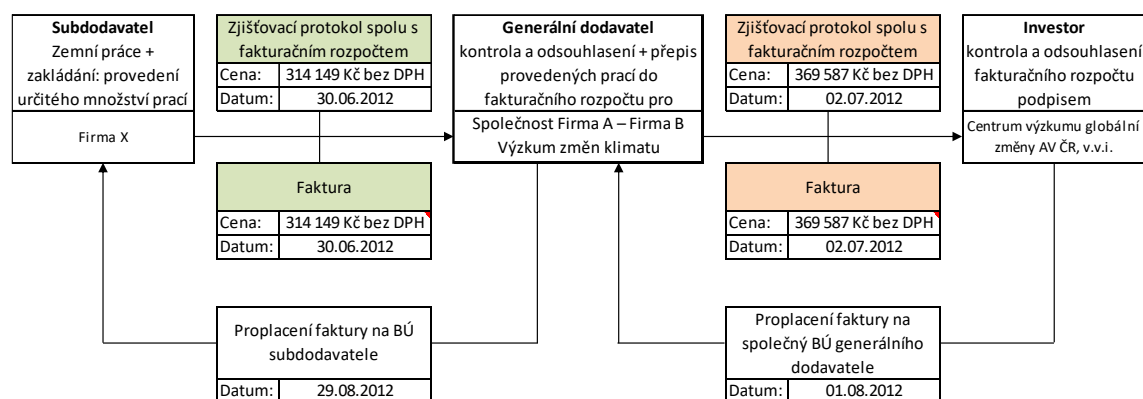 Subdodavatel
Zemní práce +
zakládání: provedení
určitého množství prací
Firma X
Zjišťovací protokol spolu s
fakturačním rozpočtem
Cena: 314 149 Kč bez DPH
Datum: 30.06.2012
Faktura
Cena: 314 149 Kč bez DPH
Datum: 30.06.2012
Generální dodavatel
kontrola a odsouhlasení + přepis
provedených prací do
fakturačního rozpočtu pro
Společnost Firma A – Firma B
Výzkum změn klimatu
Zjišťovací protokol spolu s
fakturačním rozpočtem
Cena: 369 587 Kč bez DPH
Datum: 02.07.2012
Faktura
Cena: 369 587 Kč bez DPH
Datum: 02.07.2012
Investor
kontrola a odsouhlasení
fakturačního rozpočtu
podpisem
Centrum výzkumu globální
změny AV ČR, v.v.i.
Proplacení faktury na BÚ
subdodavatele
Datum: 29.08.2012
Proplacení faktury na
společný BÚ generálního
dodavatele
Datum: 01.08.2012